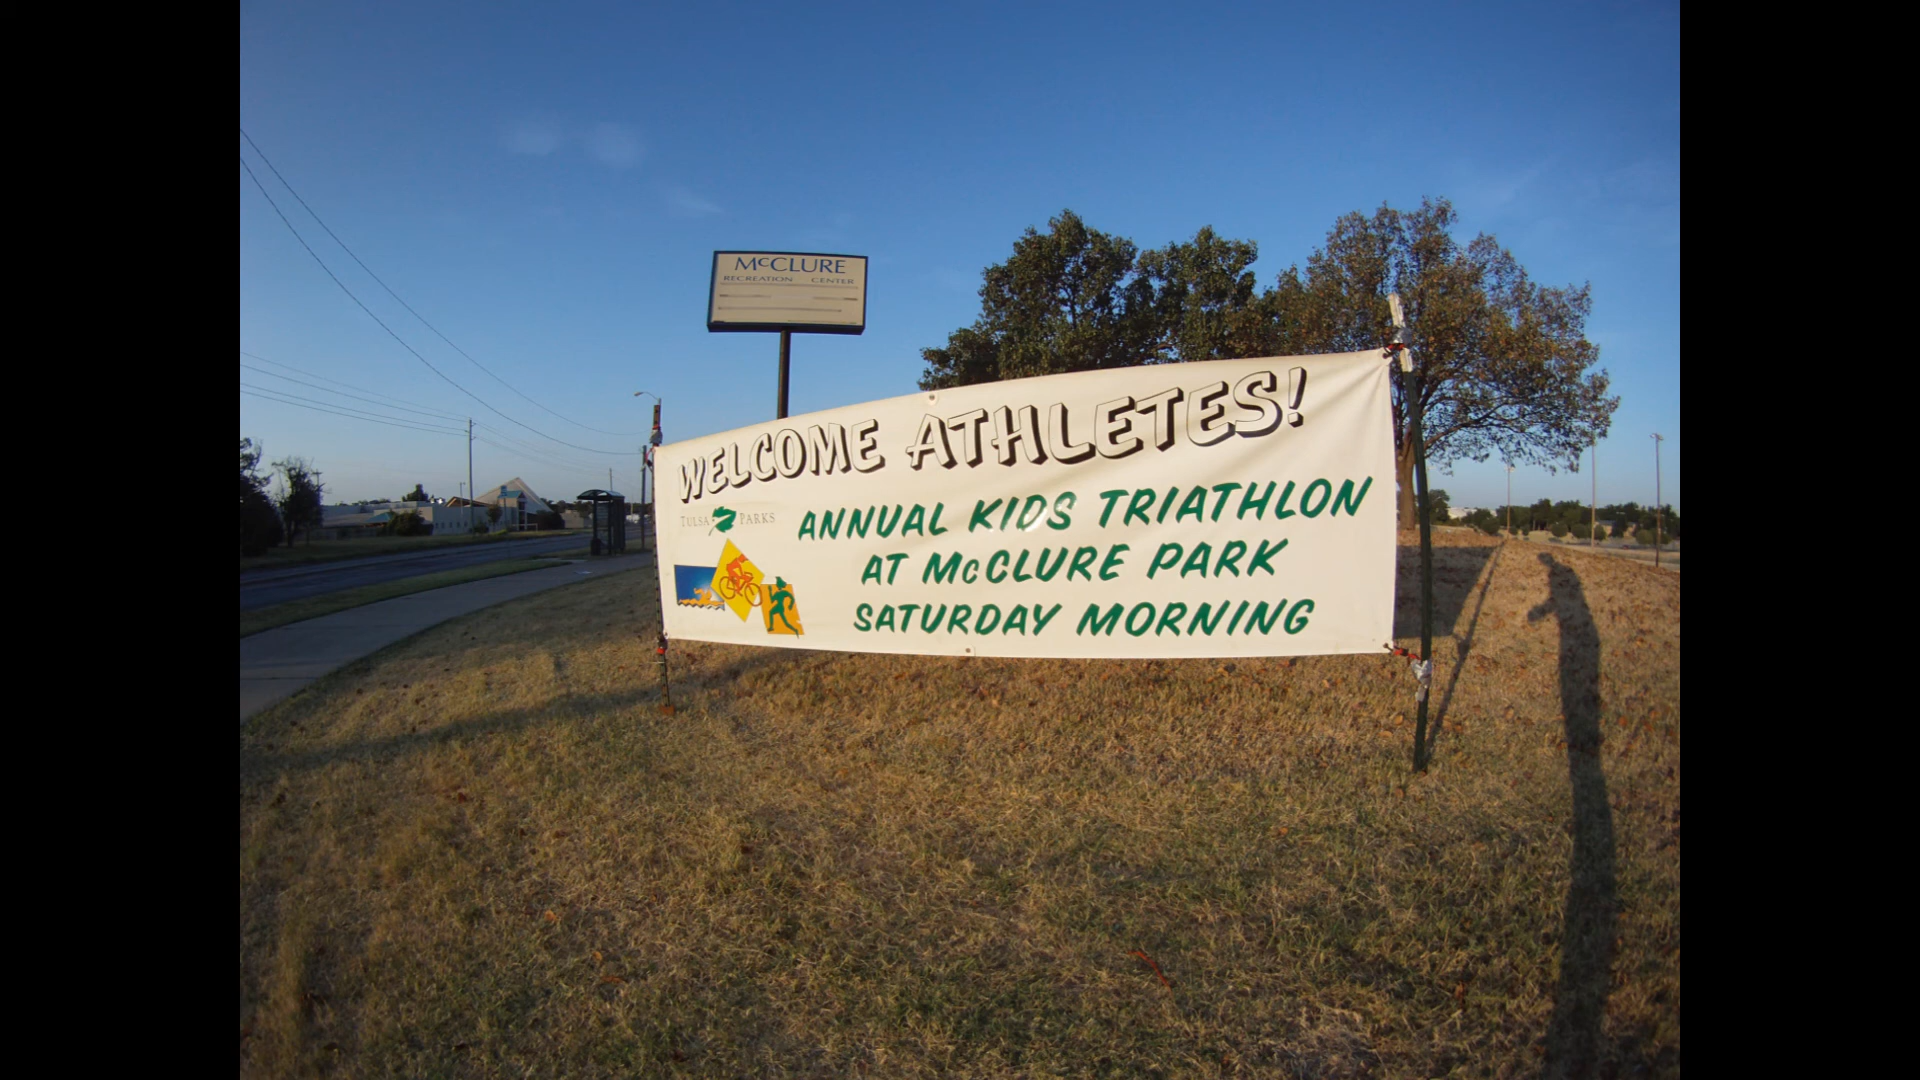 McCLURE
RECREATION CENTER
WELCOME ATHLETES!
TULSA PARKS
ANNUAL KIDS TRIATHLON
AT McCLURE PARK
SATURDAY MORNING